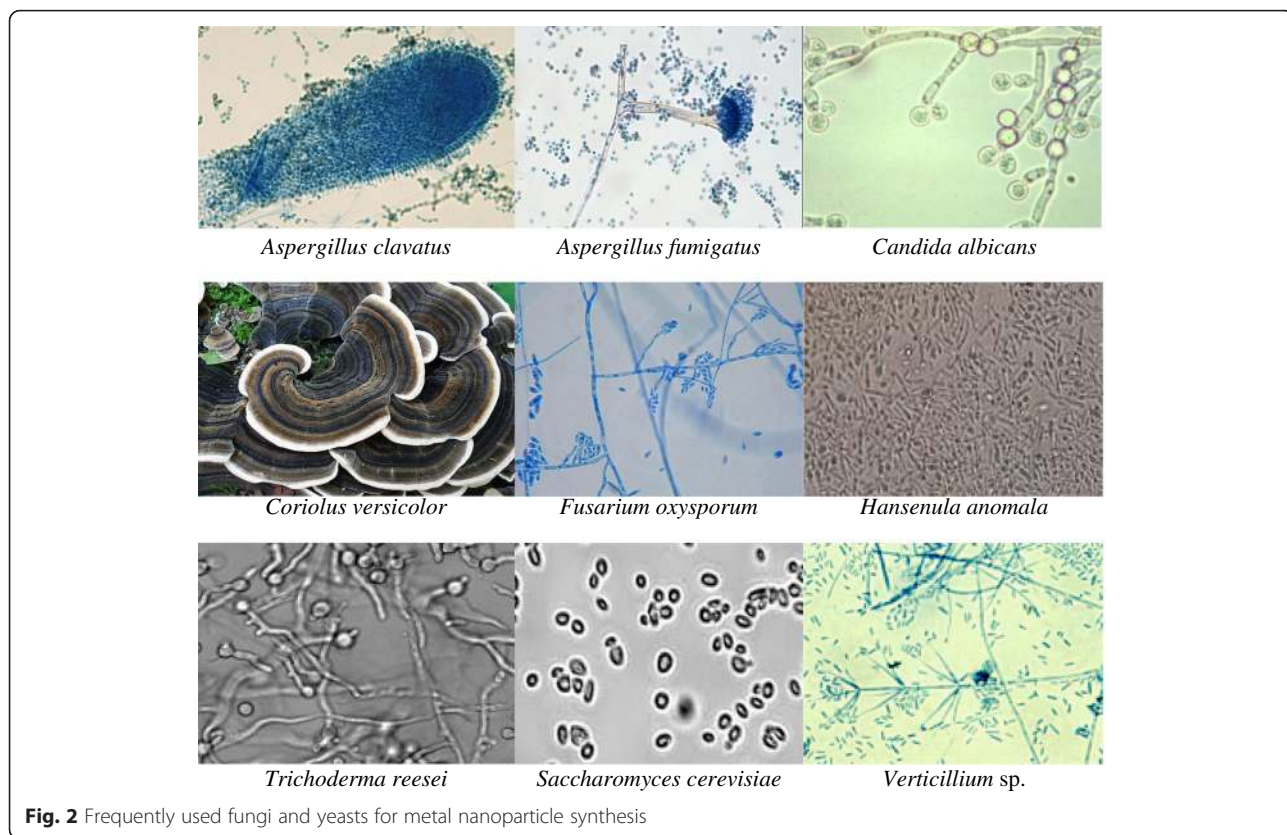 Aspergillus clavatus Aspergillus fumigatus Candida albicans
Coriolus versicolor Fusarium oxysporum Hansenula anomala
Trichoderma reesei Saccharomyces cerevisiae Verticillium sp.
Fig. 2 Frequently used fungi and yeasts for metal nanoparticle synthesis